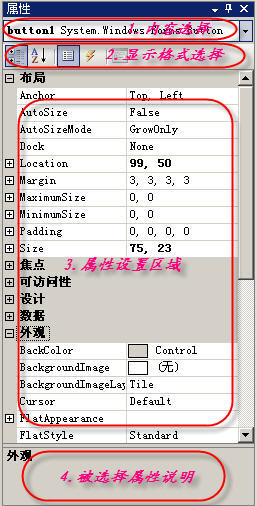 属性
button1 System.Windows.Forms.Button
1.内容选择
2.显示格式选择
布局
Anchor Top, Left
AutoSize False
AutoSizeMode GrowOnly
Dock None
Location 99, 50
Margin 3, 3, 3, 3
MaximumSize 0, 0
MinimumSize 0, 0
Padding 0, 0, 0, 0
Size 75, 23
焦点
3.属性设置区域
可访问性
设计
数据
外观
BackColor Control
BackgroundImage (无)
BackgroundImageLay Tile
Cursor Default
FlatAppearance
FlatStyle Standard
外观
4.被选择属性说明